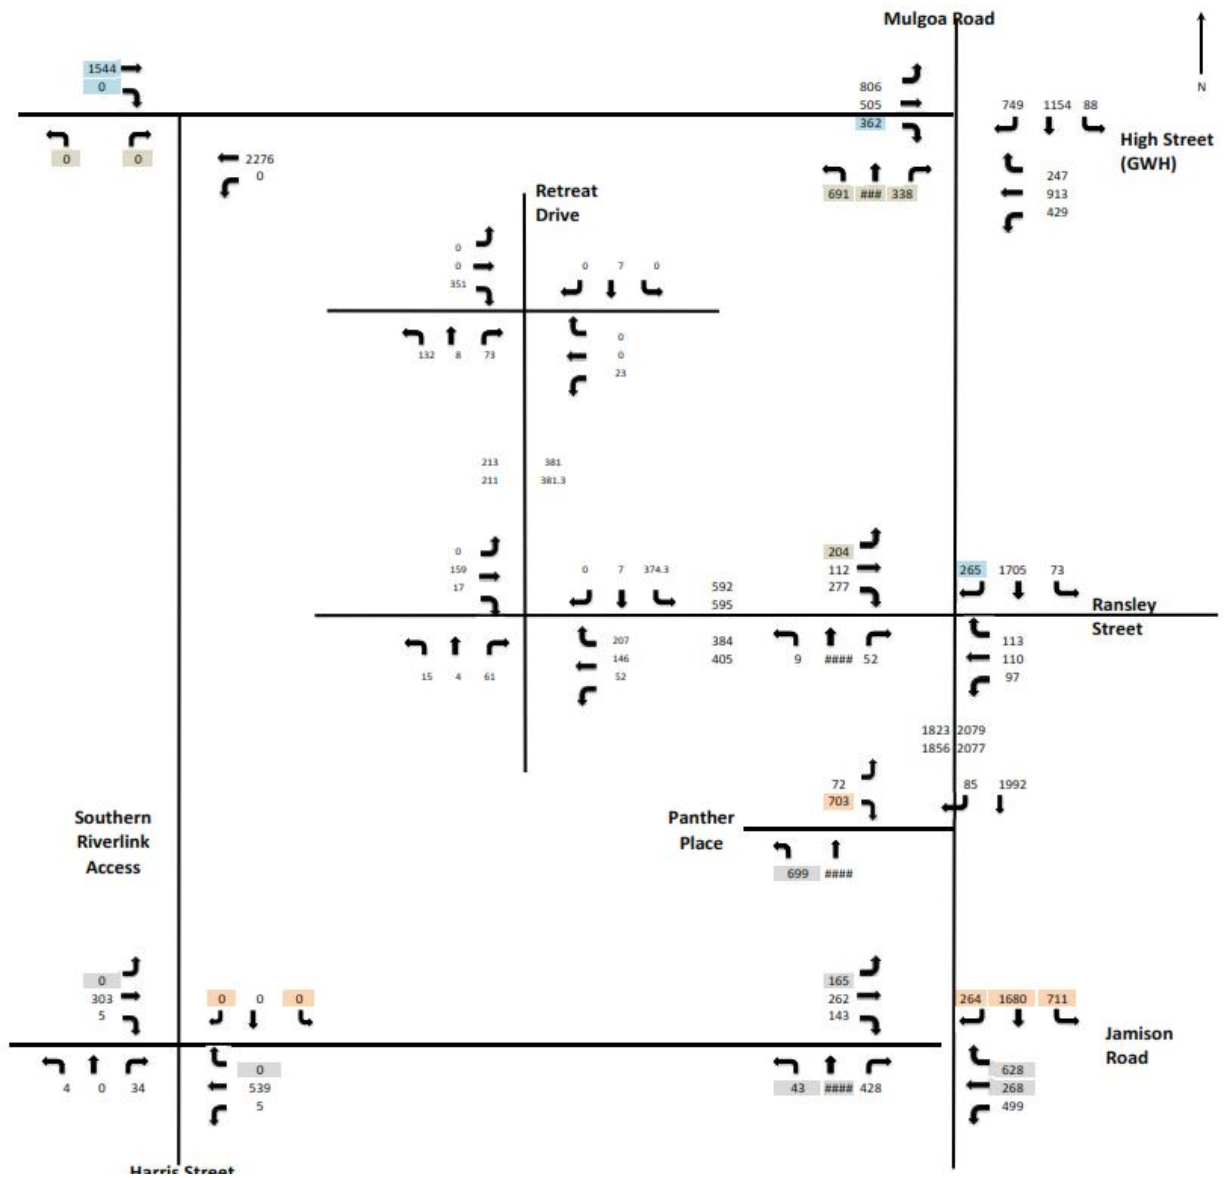 Mulgoa Road
1544
0
806
505
362
749 1154 88
N
High Street
(GWH)
0 0
2276
0
691 ### 338
247
913
429
Retreat
Drive
0
0
351
0 7 0
132 8 73
0
0
23
213 381
211 381.3
0
159
17
0 7 374.3
592
595
204
112
277
265 1705 73
Ransley
Street
15 4 61
207
146
52
384
405
9 #### 52
113
110
97
1823 2079
1856 2077
72
703
85 1992
Southern
Riverlink
Access
Panther
Place
699 ####
0
303
5
0 0 0
165
262
143
264 1680 711
Jamison
Road
4 0 34
0
539
5
43 #### 428
628
268
499
Harris Street